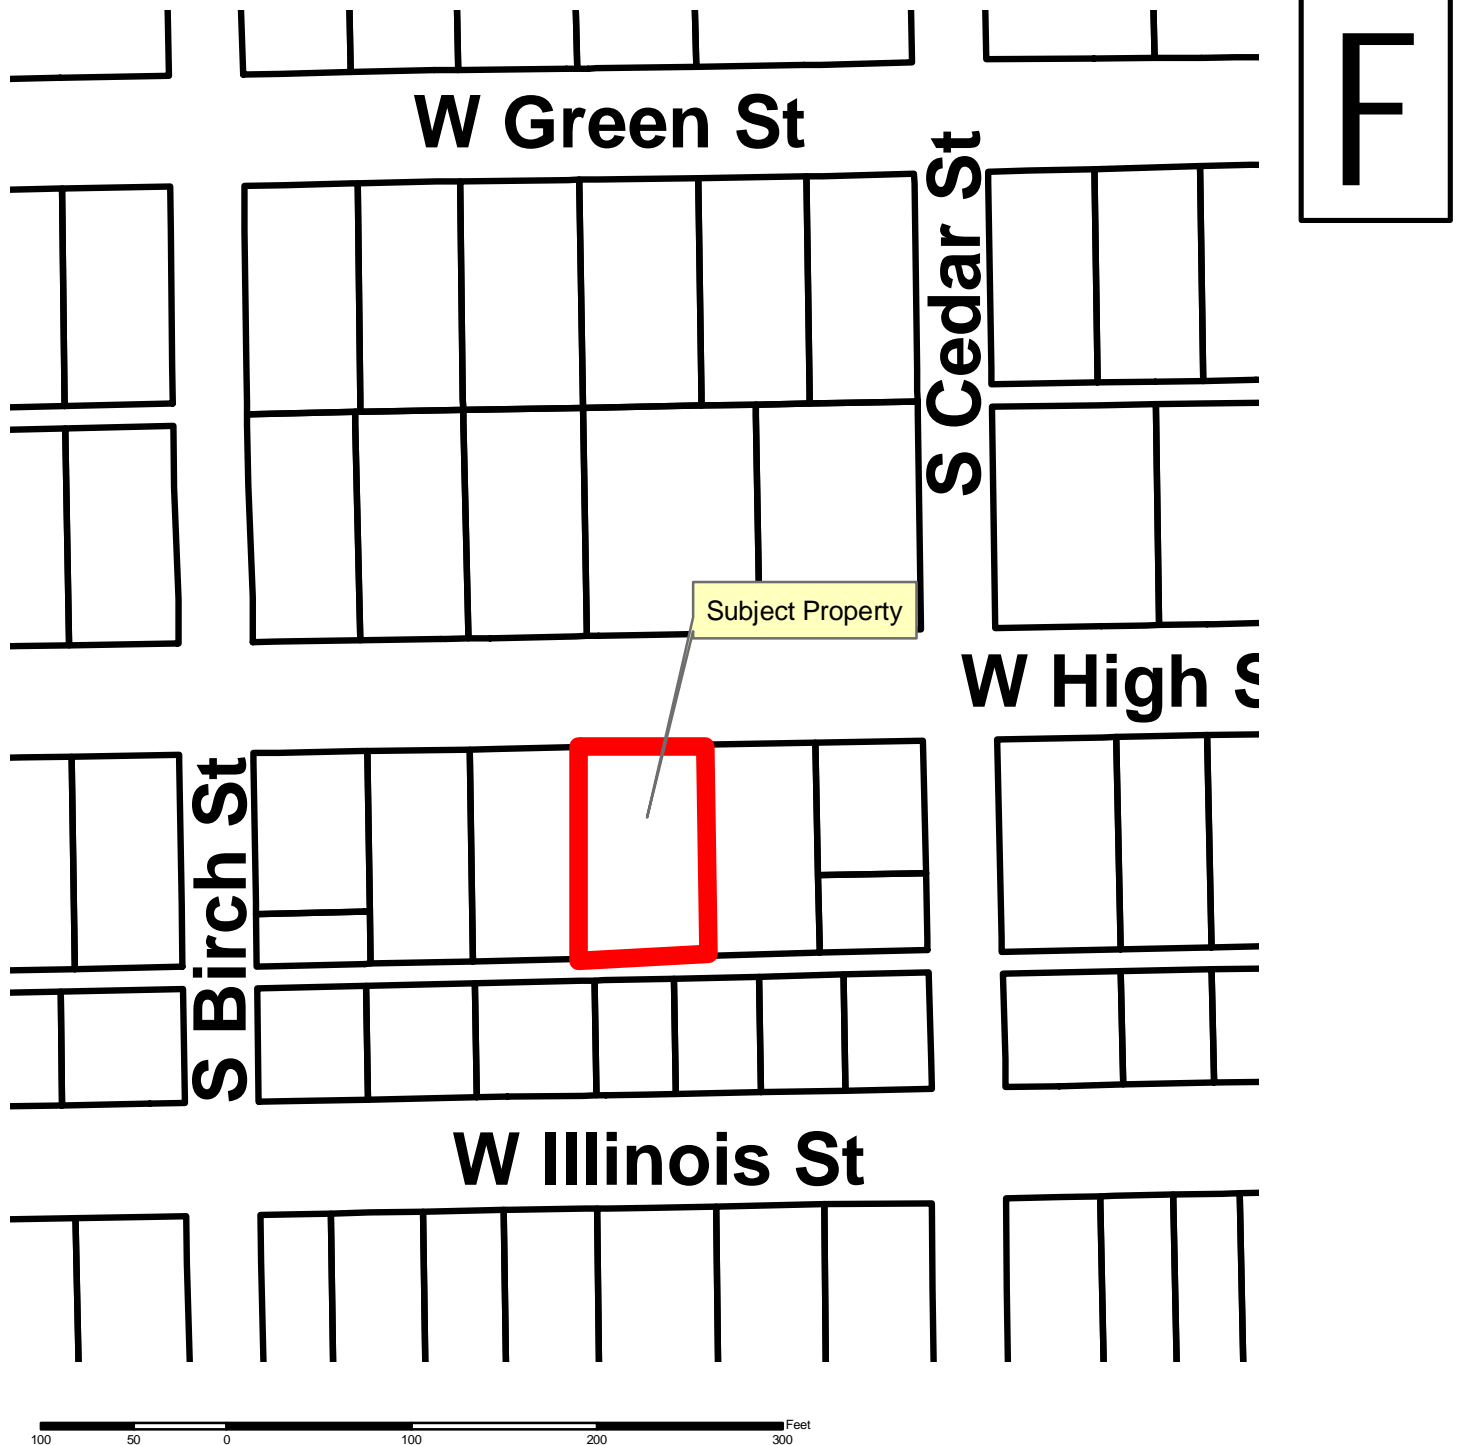 F
W Green St
S Cedar St
Subject Property
W High S
S Birch St
W Illinois St
Feet
100 50 0 100 200 300